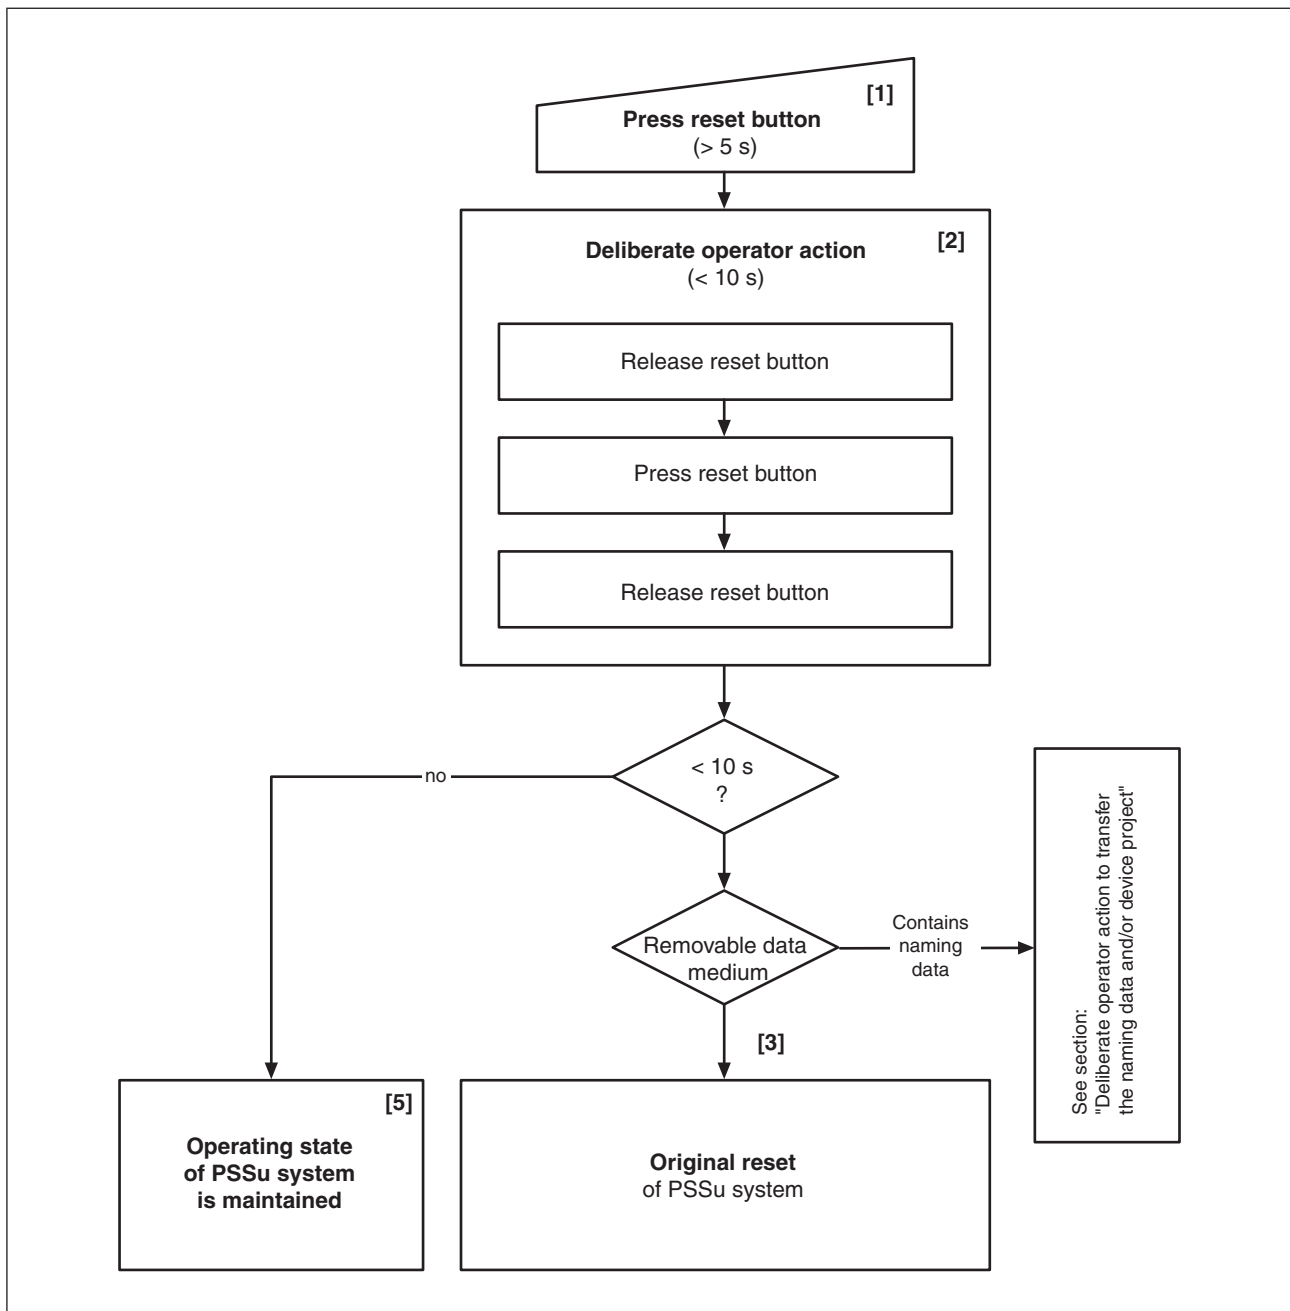 [1]
Press reset button
(> 5 s)
[2]
Deliberate operator action
(< 10 s)
Release reset button
Press reset button
Release reset button
< 10 s
?
no
Removable data
medium
Contains
naming
data
See section:
"Deliberate operator action to transfer
the naming data and/or device project"
[3]
[5]
Operating state
of PSSu system
is maintained
Original reset
of PSSu system